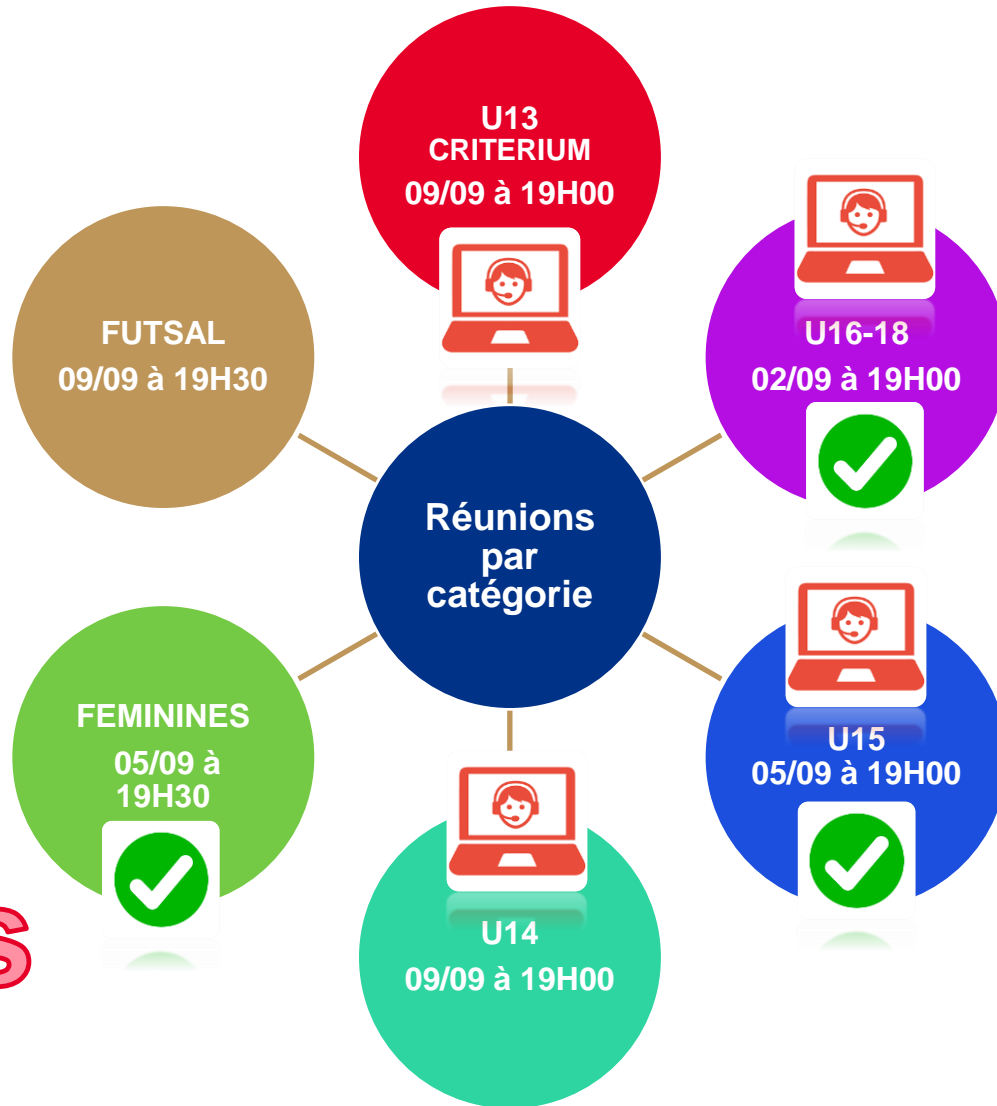 U13
CRITERIUM
09/09 à 19H00
FUTSAL
09/09 à 19H30
U16-18
02/09 à 19H00
Réunions
par
catégorie
FEMININES
05/09 à
19H30
U15
05/09 à 19H00
U14
09/09 à 19H00